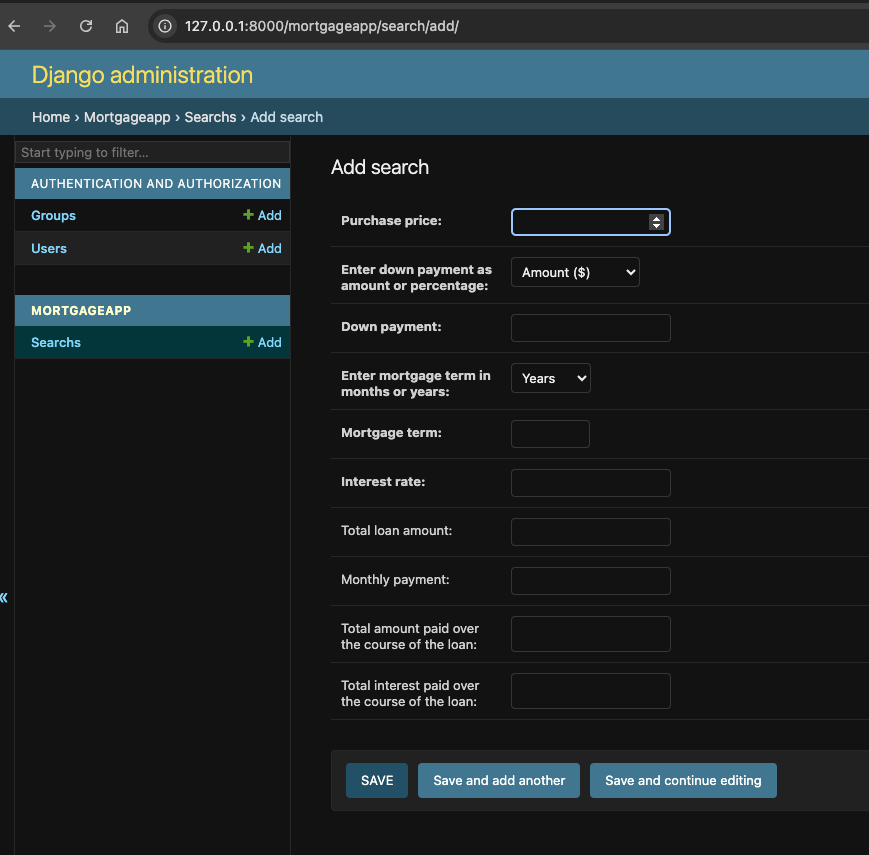 127.0.0.1:8000/mortgageapp/search/add/
Django administration
Home › Mortgageapp › Searchs › Add search
Start typing to filter...
AUTHENTICATION AND AUTHORIZATION
Groups + Add
Users + Add
MORTGAGEAPP
Searchs + Add
«
Add search
Purchase price:
Enter down payment as
amount or percentage:
Amount ($)
Down payment:
Enter mortgage term in
months or years:
Years
Mortgage term:
Interest rate:
Total loan amount:
Monthly payment:
Total amount paid over
the course of the loan:
Total interest paid over
the course of the loan:
SAVE Save and add another Save and continue editing